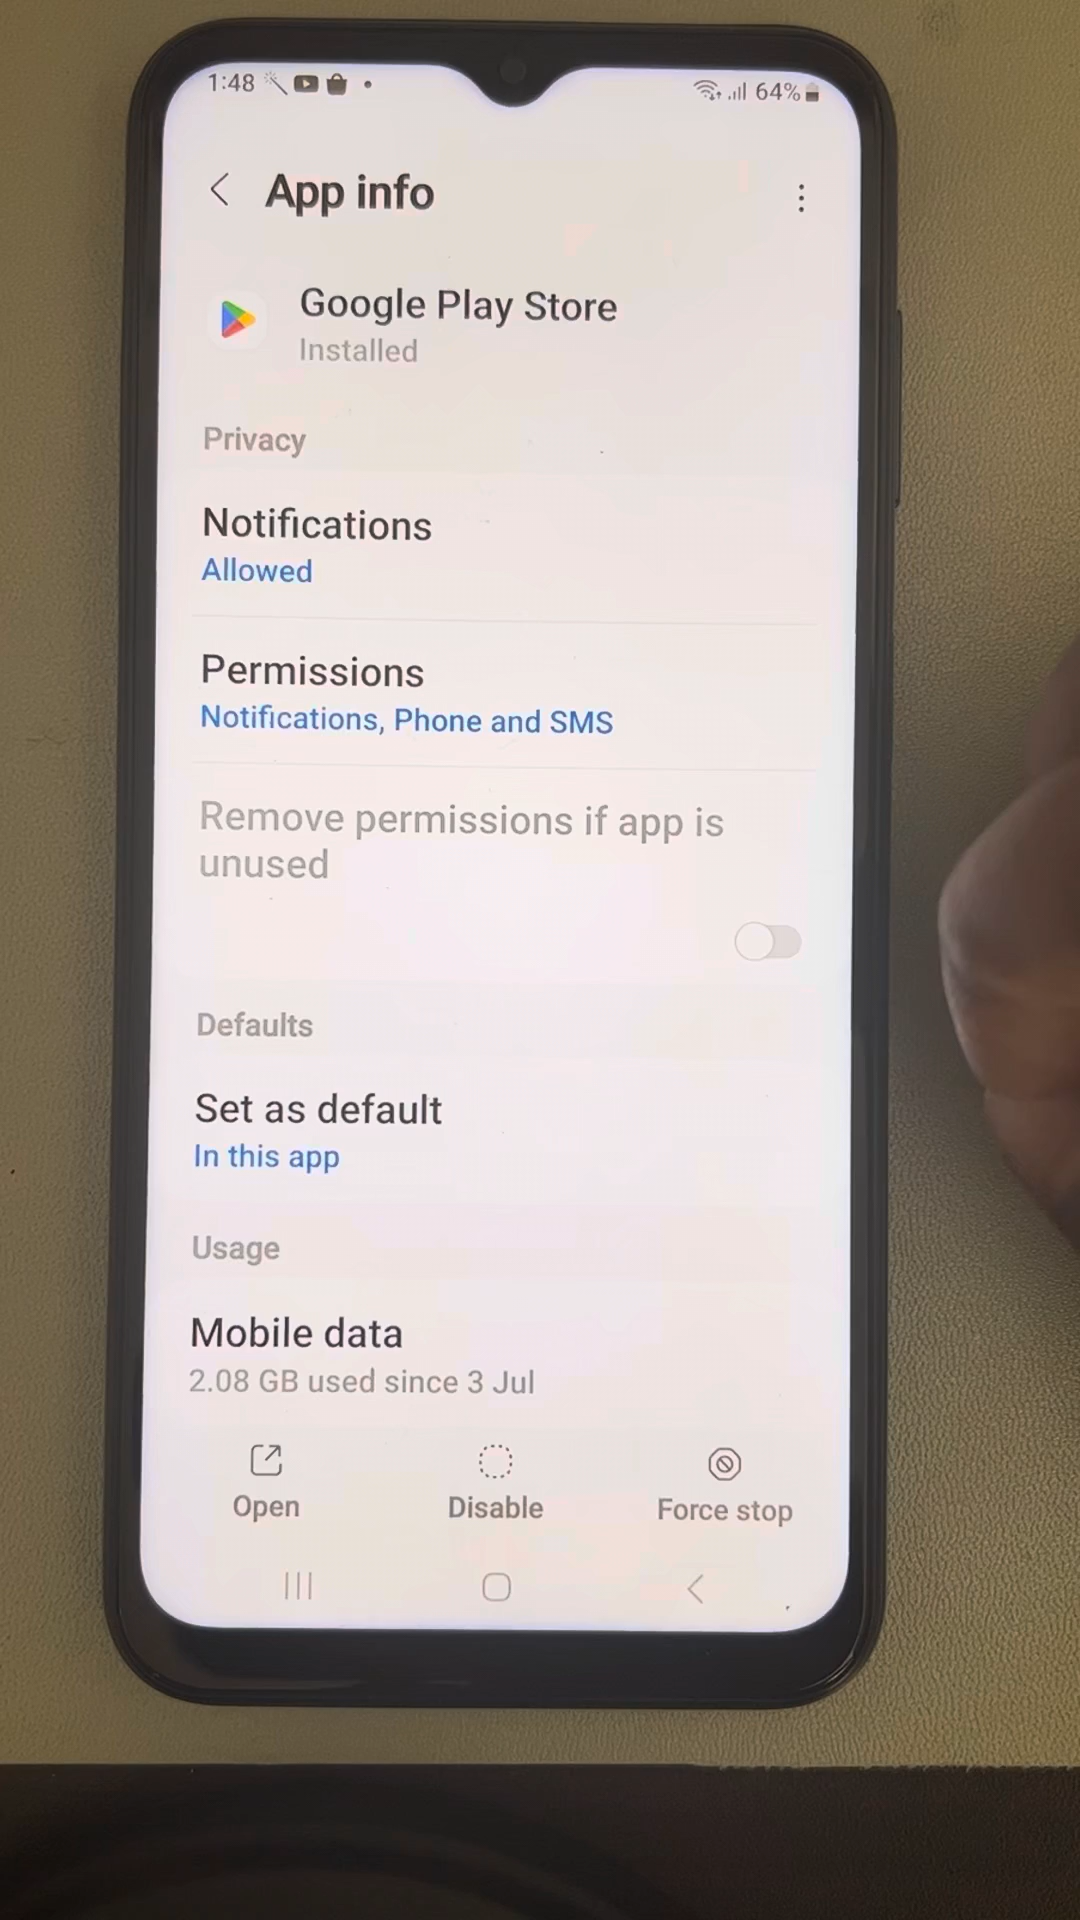 1:48
64%
App info
Google Play Store
Installed
Privacy
Notifications
Allowed
Permissions
Notifications, Phone and SMS
Remove permissions if app is
unused
Defaults
Set as default
In this app
Usage
Mobile data
2.08 GB used since 3 Jul
Open
Disable
Force stop